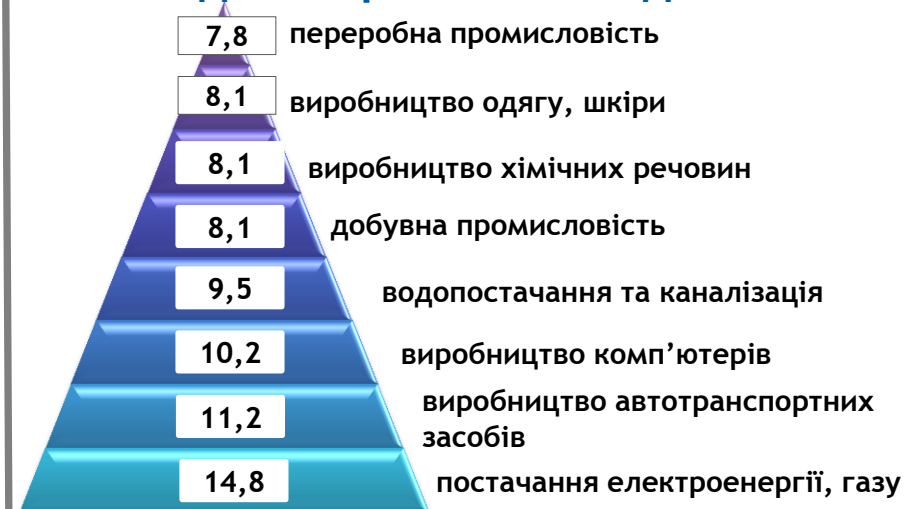 7,8 переробна промисловість
8,1 виробництво одягу, шкіри
8,1 виробництво хімічних речовин
8,1 добувна промисловість
9,5 водопостачання та каналізація
10,2 виробництво комп’ютерів
11,2 виробництво автотранспортних
засобів
14,8 постачання електроенергії, газу